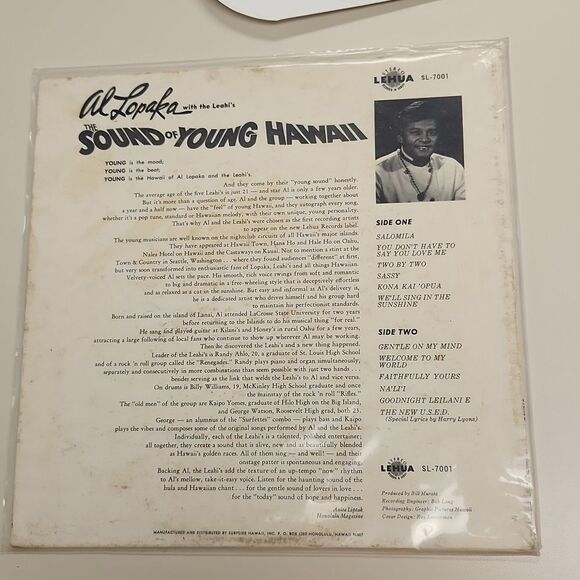 Al Lopaka with the Leahi's
THE SOUND OF YOUNG HAWAII
YOUNG is the mood;
YOUNG is the beat;
YOUNG is the Hawaii of Al Lopaka and the Leahi's.
And they come by their "young sound" honestly.
The average age of the five Leahi's is just 21 — and star Al is only a few years older.
But it's more than a question of age. Al and the group — working together about
a year and a half now — have the "feel" of young Hawaii, and they autograph every song,
whether it's a pop tune, standard or Hawaiian melody, with their own unique, young personality.
That's why Al and the Leahi's were chosen as the first recording artists
to appear on the new Lehua Records label.
The young musicians are well known on the nightclub circuits of all Hawaii's major islands.
They have appeared at Hawaii Town, Hana Ho and Hale Ho on Oahu,
Naloa Hotel on Hawaii and the Castaways on Kauai. Not to mention a stint at the
Town & Country in Seattle, Washington where they found audiences "different" at first,
but very soon transformed into enthusiastic fans of Lopaka, Leahi and all things Hawaiian.
Velvety-voiced Al sets the pace. His smooth, rich voice swings from soft and romantic
to big and dramatic in a free-wheeling style that is deceptively effortless
and as relaxed as a cat in the sunshine. But easy and informal as Al's delivery is,
he is a dedicated artist who drives himself and his group hard
to maintain his perfectionist standards.
Born and raised on the island of Lanai, Al attended LaCrosse State University for two years
before returning to the Islands to do his musical thing "for real."
He sang and played guitar at Kilani's and Honey's in rural Oahu for a few years,
attracting a large following of local fans who continue to show up wherever Al may be working.
Then he discovered the Leahi's and a new thing happened.
Leader of the Leahi's is Randy Ahlo, 20, a graduate of St. Louis High School
and of a rock 'n roll group called the "Renegades." Randy plays piano and organ simultaneously,
separately and consecutively in more combinations than seem possible with just two hands . . .
besides serving as the link that welds the Leahi's to Al and vice versa.
On drums is Billy Williams, 19, McKinley High School graduate and once
the mainstay of the rock 'n roll "Rifles."
The "old men" of the group are Kaipo Yomes, graduate of Hilo High on the Big Island,
and George Watson, Roosevelt High grad, both 23.
George — an alumnus of the "Surfettes" combo — plays bass and Kaipo
plays the vibes and composes some of the original songs performed by Al and the Leahi's.
Individually, each of the Leahi's is a talented, polished entertainer;
all together, they create a sound that is alive, new and as beautifully blended
as Hawaii's golden races. All of them sing — and well! — and their
onstage patter is spontaneous and engaging.
Backing Al, the Leahi's add the texture of an up-tempo "now" rhythm
to Al's mellow, take-it-easy voice. Listen for the haunting sound of the
hula and Hawaiian chant . . . for the gentle sound of lovers in love . . .
for the "today" sound of hope and happiness.
Anita Liptak
Honolulu Magazine
MANUFACTURED AND DISTRIBUTED BY SURFSIDE HAWAII, INC. P. O. BOX HONOLULU, HAWAII
STEREO
LEHUA SL-7001
SIDE ONE
SALOMILA
YOU DON'T HAVE TO
SAY YOU LOVE ME
TWO BY TWO
SASSY
KONA KAI 'OPUA
WE'LL SING IN THE
SUNSHINE
SIDE TWO
GENTLE ON MY MIND
WELCOME TO MY
WORLD
FAITHFULLY YOURS
NA'LI'I
GOODNIGHT LEILANI E
THE NEW U.S.E.D.
(Special Lyrics by Harry Lyons)
LEHUA SL-7001
Produced by Bill Murata
Recording Engineer: Bob Lang
Photography: Graphic Pictures Hawaii
Cover Design: Roy